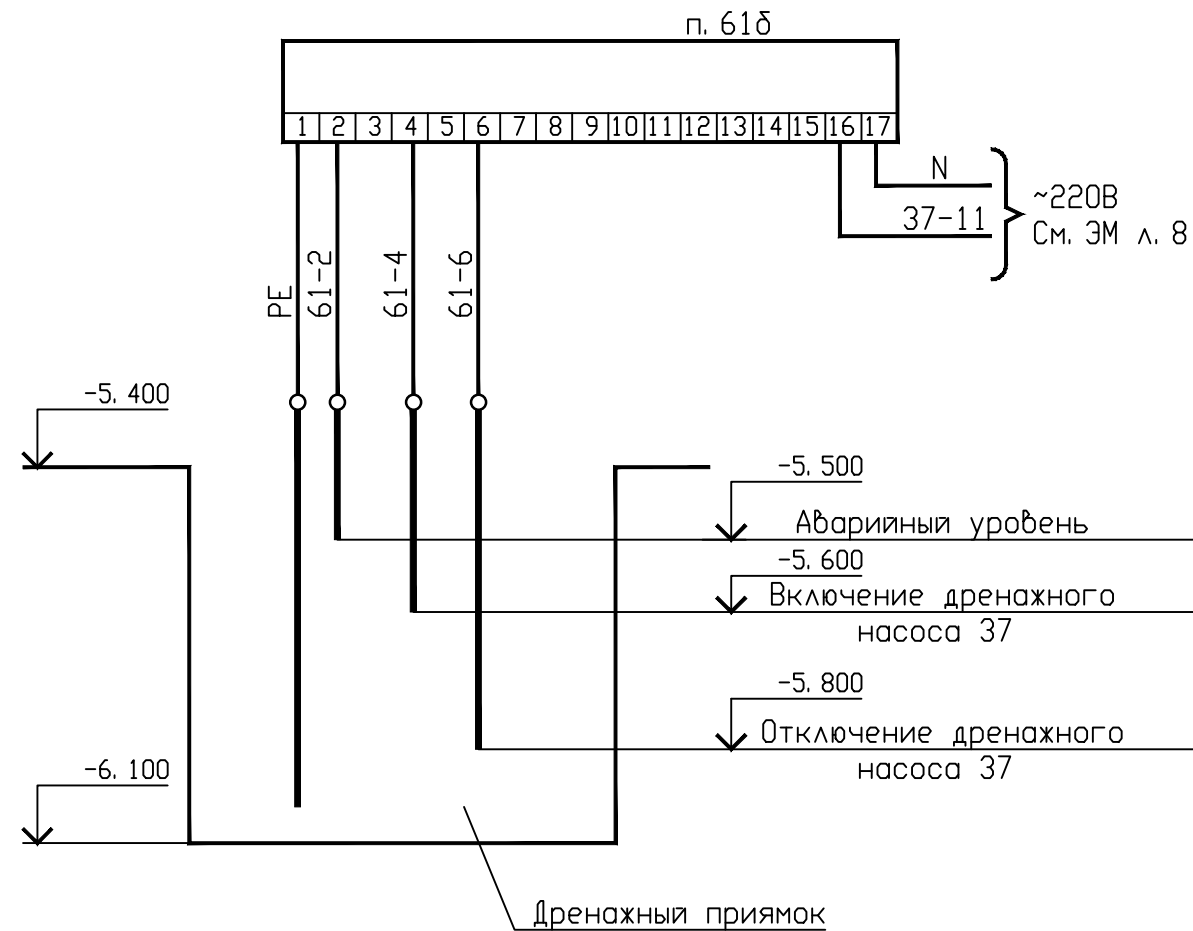 п. 61б
1 2 3 4 5 6 7 8 9 10 11 12 13 14 15 16 17
N
37-11
~220В
См. ЭМ л. 8
РЕ
61-2
61-4
61-6
-5. 400
-5. 500
Аварийный уровень
-5. 600
Включение дренажного
насоса 37
-5. 800
Отключение дренажного
насоса 37
-6. 100
Дренажный приямок